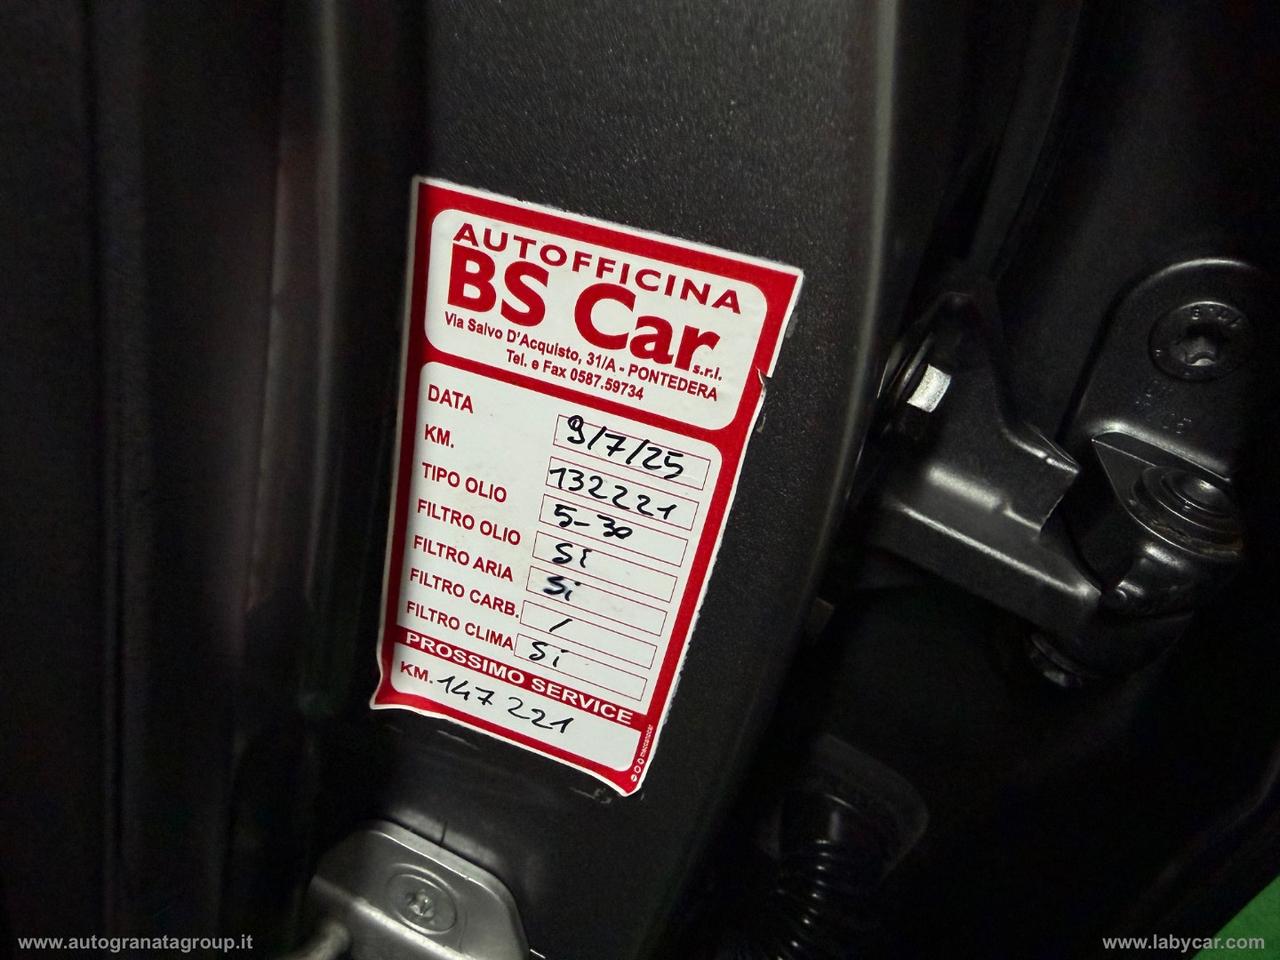 AUTOFFICINA
BS Car s.r.l.
Via Salvo D'Acquisto, 31/A - PONTEDERA
Tel. e Fax 0587.59734
DATA 9/7/25
KM. 132221
TIPO OLIO 5-30
FILTRO OLIO Si
FILTRO ARIA Si
FILTRO CARB. /
FILTRO CLIMA Si
PROSSIMO SERVICE
KM. 147221
www.autogranatagroup.it
www.labycar.com